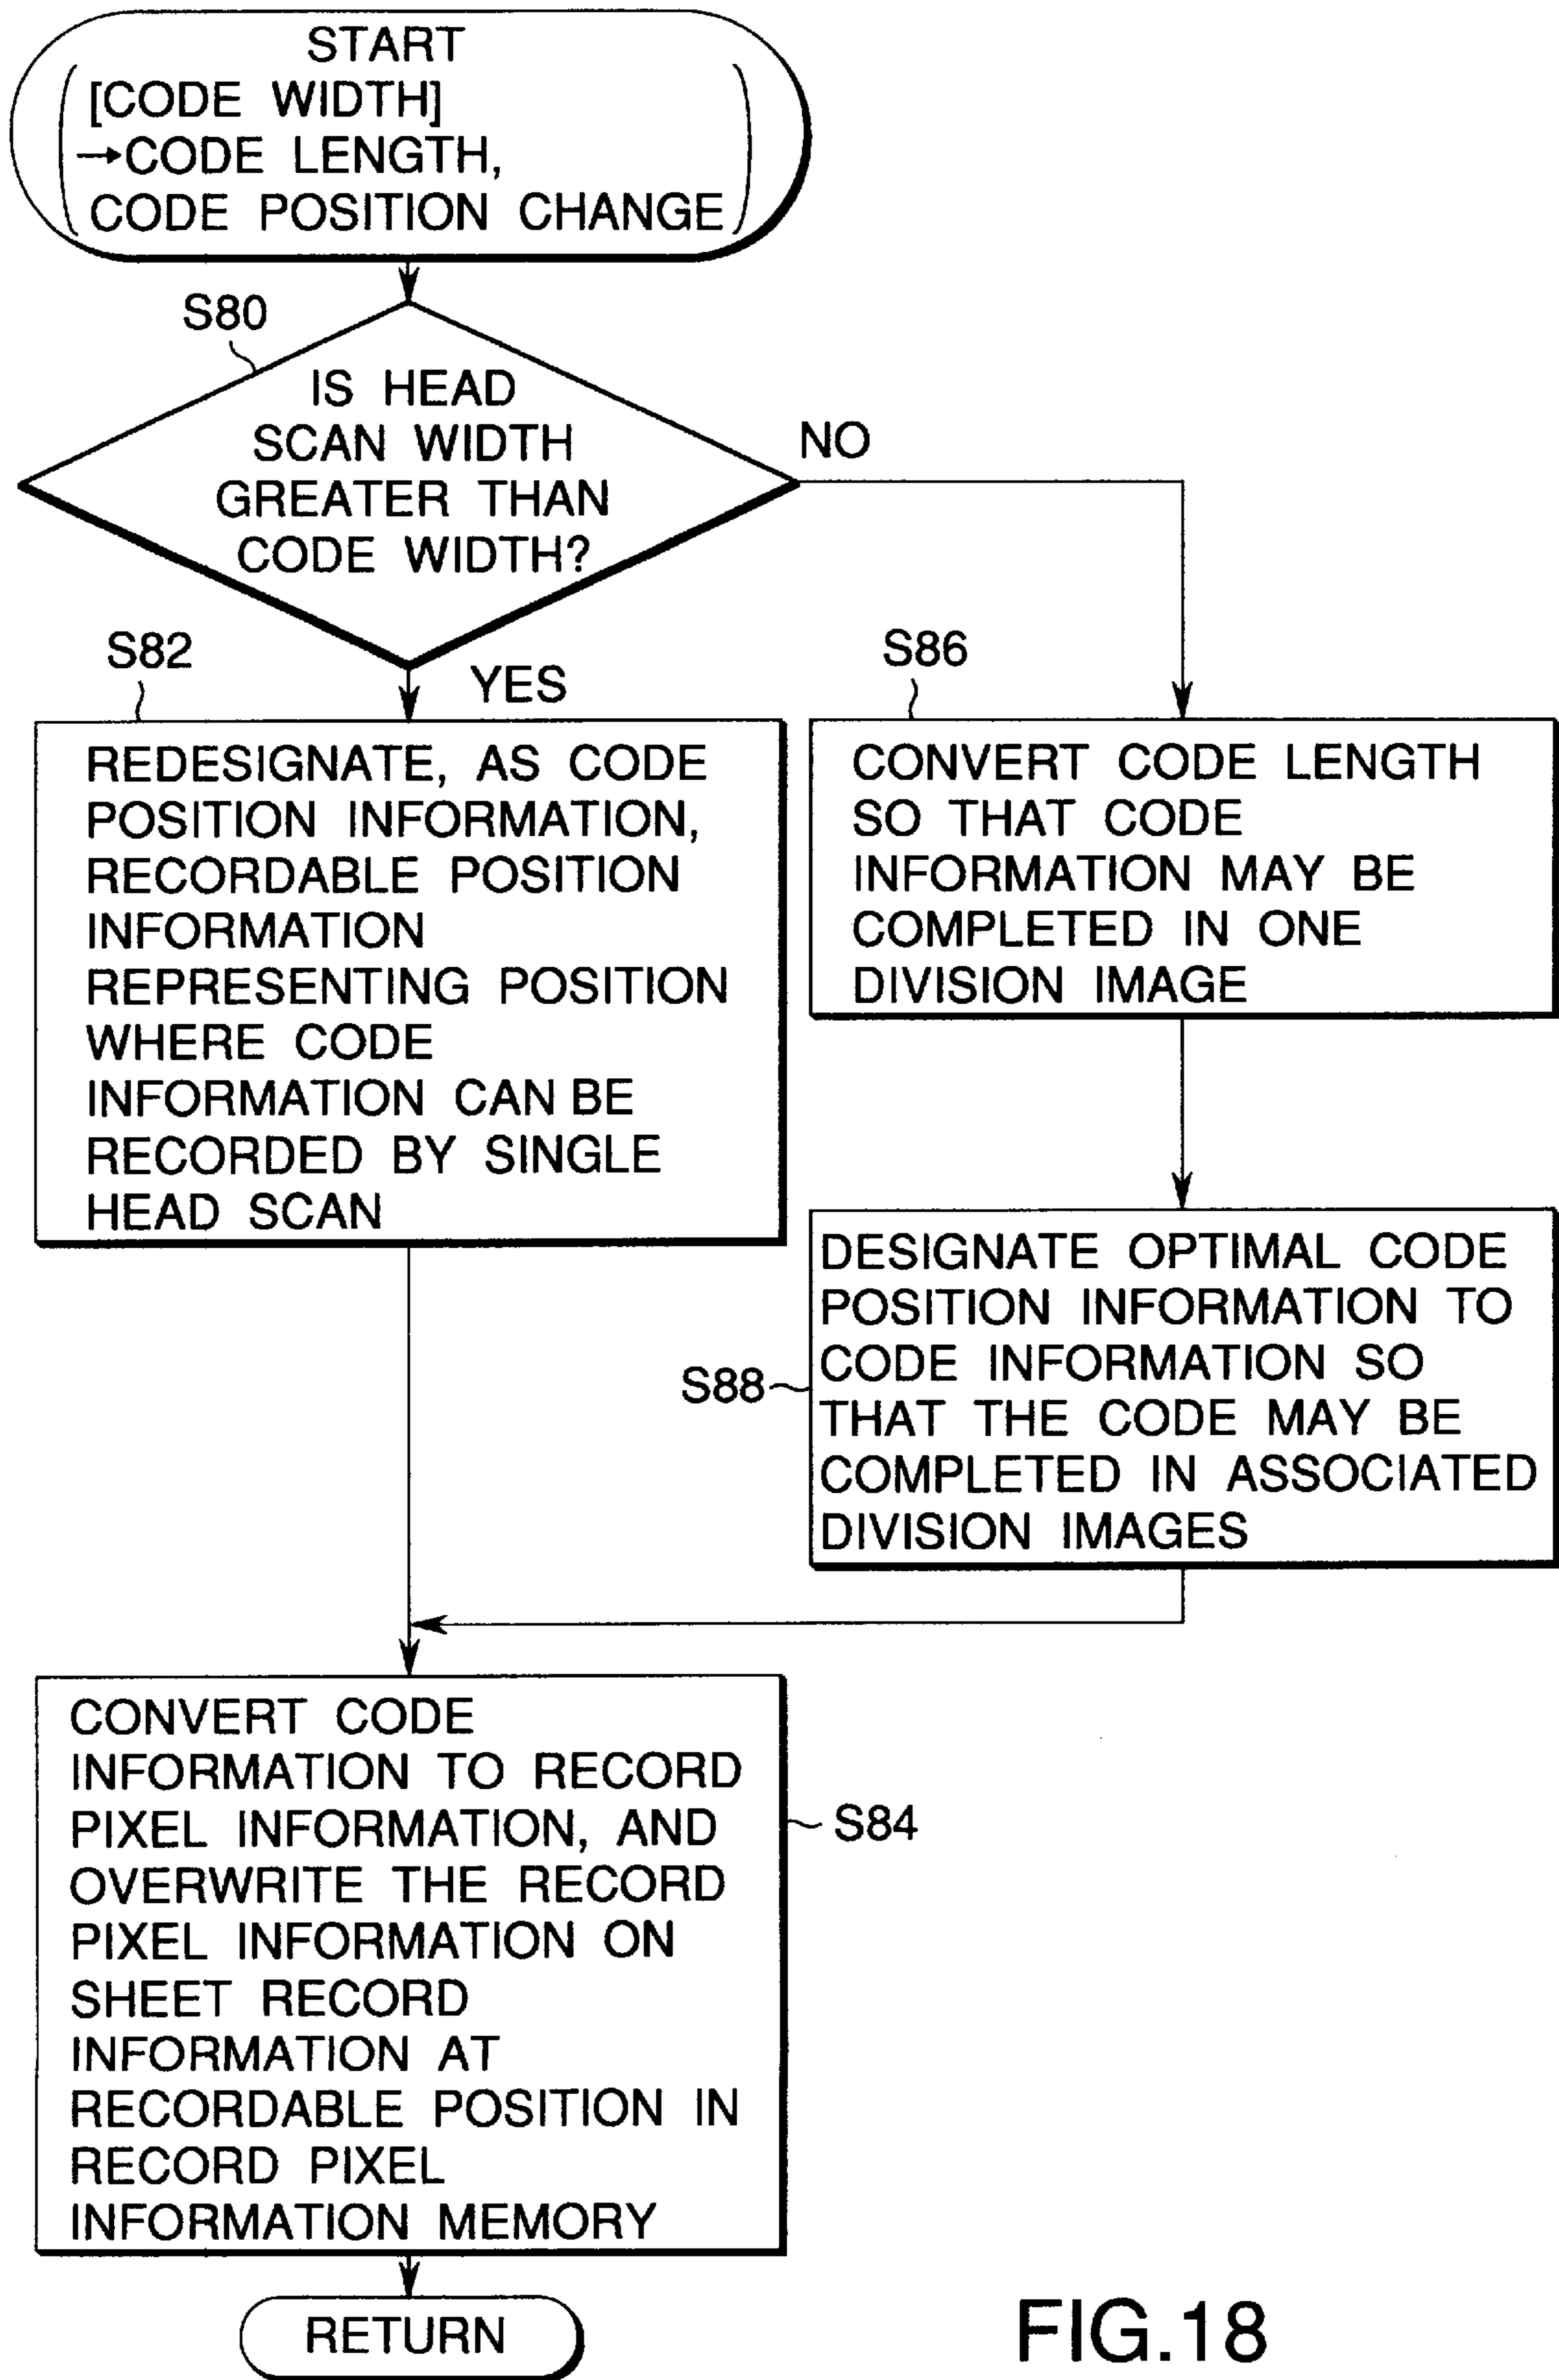 START
[CODE WIDTH]
→CODE LENGTH,
CODE POSITION CHANGE
S80
IS HEAD
SCAN WIDTH
GREATER THAN
CODE WIDTH?
NO
YES
S82
REDESIGNATE, AS CODE
POSITION INFORMATION,
RECORDABLE POSITION
INFORMATION
REPRESENTING POSITION
WHERE CODE
INFORMATION CAN BE
RECORDED BY SINGLE
HEAD SCAN
S86
CONVERT CODE LENGTH
SO THAT CODE
INFORMATION MAY BE
COMPLETED IN ONE
DIVISION IMAGE
S88
DESIGNATE OPTIMAL CODE
POSITION INFORMATION TO
CODE INFORMATION SO
THAT THE CODE MAY BE
COMPLETED IN ASSOCIATED
DIVISION IMAGES
CONVERT CODE
INFORMATION TO RECORD
PIXEL INFORMATION, AND
OVERWRITE THE RECORD
PIXEL INFORMATION ON
SHEET RECORD
INFORMATION AT
RECORDABLE POSITION IN
RECORD PIXEL
INFORMATION MEMORY
S84
RETURN
FIG.18